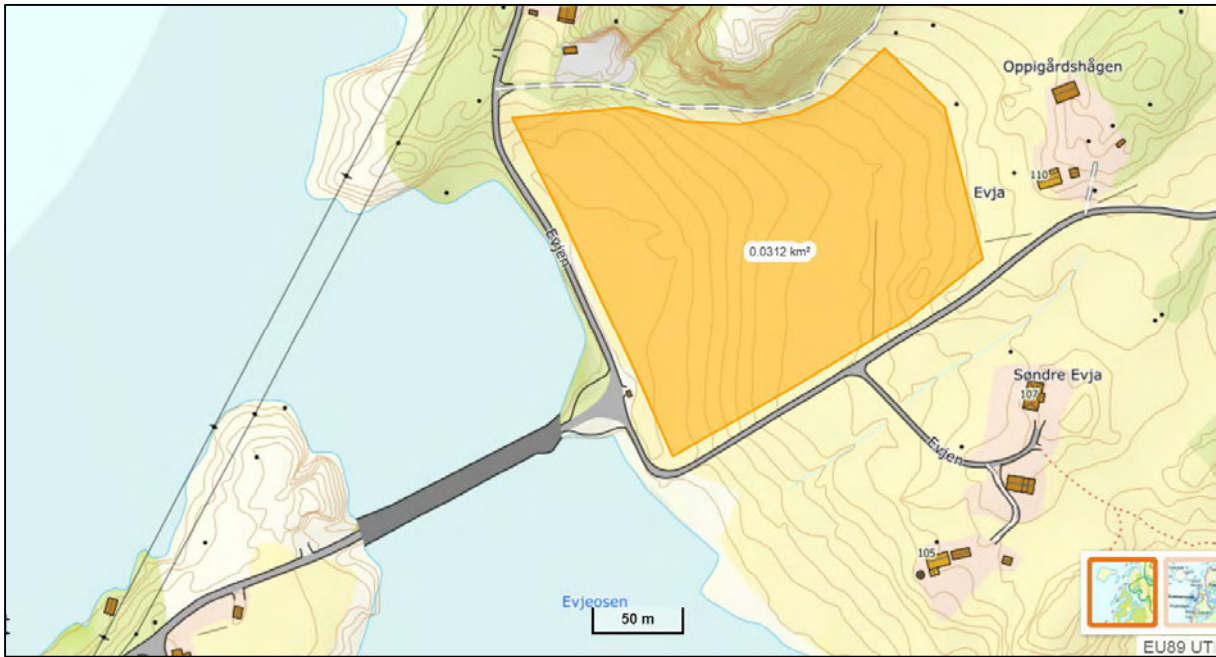 Oppigårdshågen
110
Evja
Evjen
0.0312 km²
Søndre Evja
107
Evjen
105
Evjeosen
50 m
EU89 UT